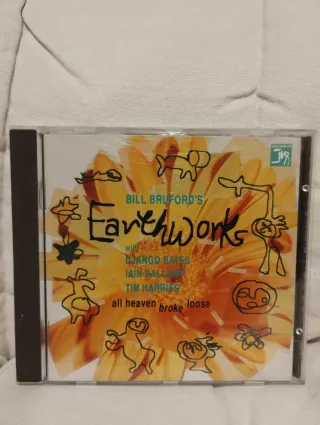 BILL BRUFORD'S
Earthworks
with
DJANGO BATES
IAIN BALLAMY
TIM HARRIES
all heaven broke loose